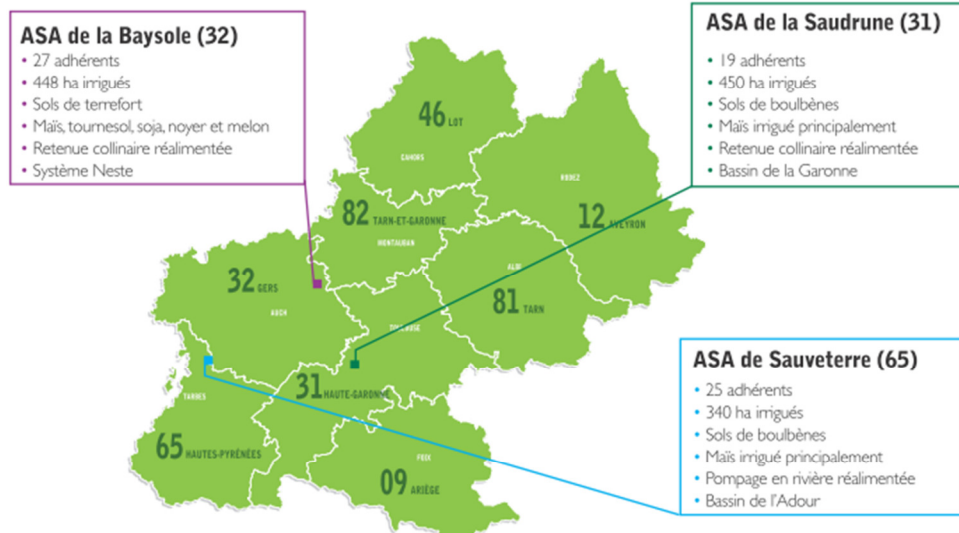 ASA de la Baysole (32)
• 27 adhérents
• 448 ha irrigués
• Sols de terrefort
• Maïs, tournesol, soja, noyer et melon
• Retenue collinaire réalimentée
• Système Neste
ASA de la Saudrune (31)
• 19 adhérents
• 450 ha irrigués
• Sols de boulbènes
• Maïs irrigué principalement
• Retenue collinaire réalimentée
• Bassin de la Garonne
46 LOT
CAHORS
RODEZ
12 AVEYRON
82 TARN-ET-GARONNE
MONTAUBAN
ALBI
81 TARN
32 GERS
AUCH
TOULOUSE
31 HAUTE-GARONNE
TARBES
65 HAUTES-PYRÉNÉES
FOIX
09 ARIÈGE
ASA de Sauveterre (65)
• 25 adhérents
• 340 ha irrigués
• Sols de boulbènes
• Maïs irrigué principalement
• Pompage en rivière réalimentée
• Bassin de l'Adour